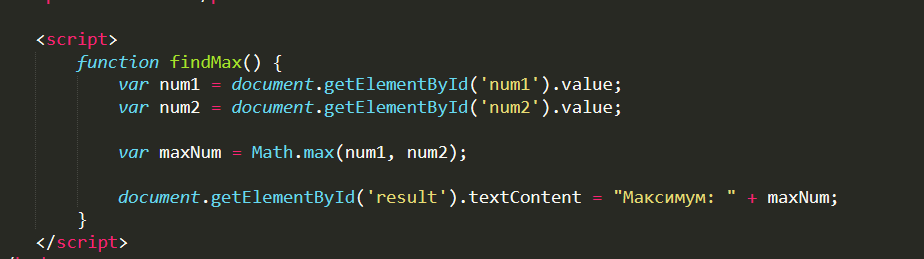 <script>
function findMax() {
var num1 = document.getElementById('num1').value;
var num2 = document.getElementById('num2').value;
var maxNum = Math.max(num1, num2);
document.getElementById('result').textContent = "Максимум: " + maxNum;
}
</script>